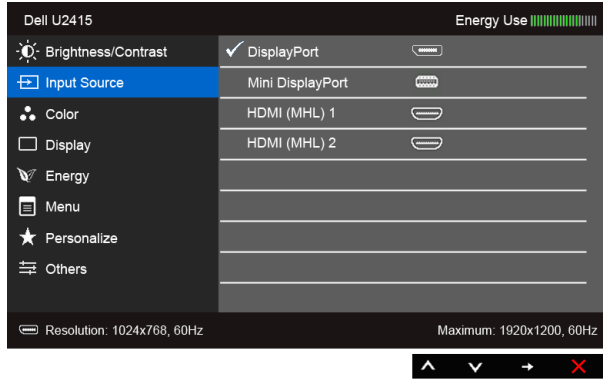 Dell U2415 Energy Use
Brightness/Contrast DisplayPort
Input Source Mini DisplayPort
Color HDMI (MHL) 1
Display HDMI (MHL) 2
Energy
Menu
Personalize
Others
Resolution: 1024x768, 60Hz Maximum: 1920x1200, 60Hz